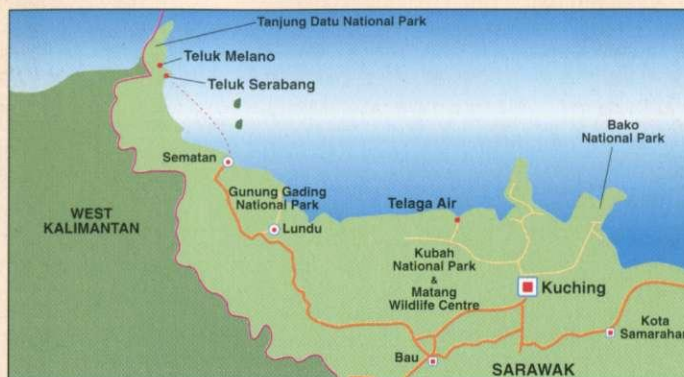 Tanjung Datu National Park
Teluk Melano
Teluk Serabang
Bako
National Park
Sematan
Gunung Gading
National Park
Telaga Air
WEST
KALIMANTAN
Lundu
Kubah
National Park
&
Matang
Wildlife Centre
Kuching
Kota
Samarahan
Bau
SARAWAK